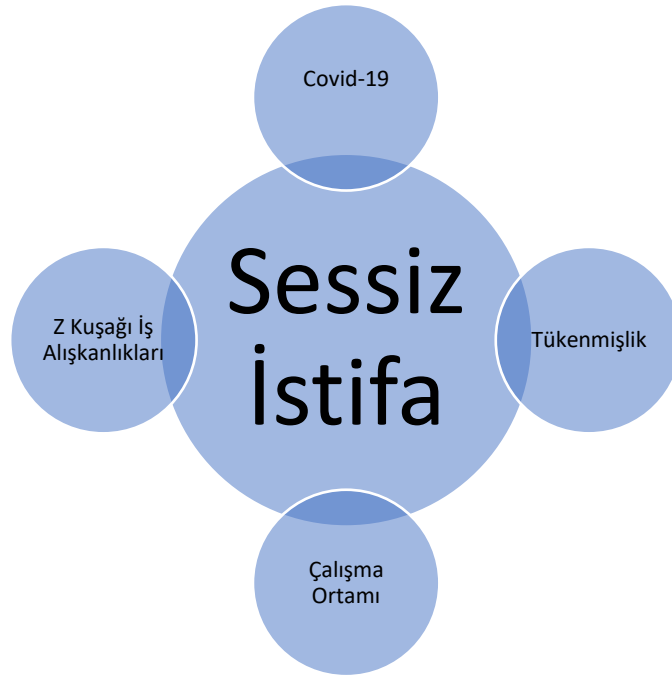 Covid-19
Sessiz
İstifa
Z Kuşağı İş
Alışkanlıkları
Tükenmişlik
Çalışma
Ortamı